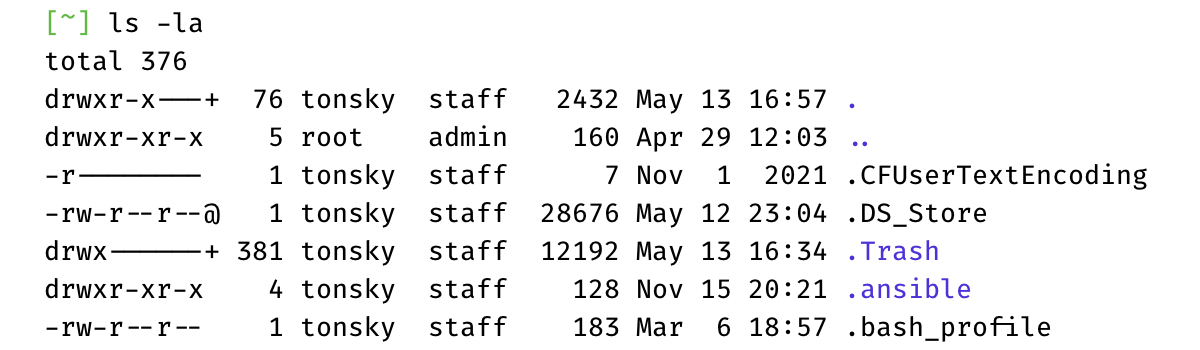 [~] ls -la
total 376
drwxr-x---+  76 tonsky  staff   2432 May 13 16:57 .
drwxr-xr-x    5 root    admin    160 Apr 29 12:03 ..
-r--------    1 tonsky  staff      7 Nov  1  2021 .CFUserTextEncoding
-rw-r--r--@   1 tonsky  staff  28676 May 12 23:04 .DS_Store
drwx------+ 381 tonsky  staff  12192 May 13 16:34 .Trash
drwxr-xr-x    4 tonsky  staff    128 Nov 15 20:21 .ansible
-rw-r--r--    1 tonsky  staff    183 Mar  6 18:57 .bash_profile